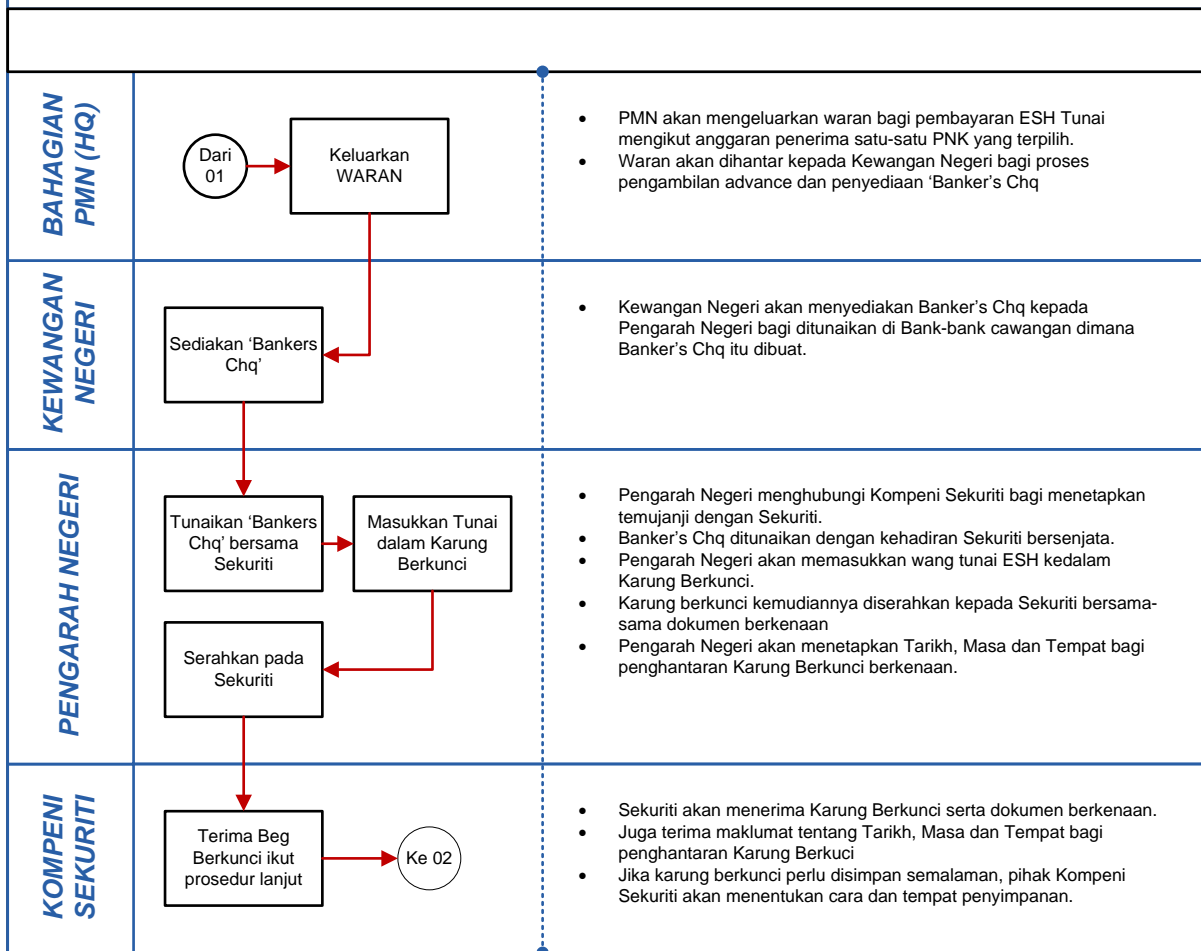 BAHAGIAN
PMN (HQ)
Dari
01
Keluarkan
WARAN
• PMN akan mengeluarkan waran bagi pembayaran ESH Tunai
mengikut anggaran penerima satu-satu PNK yang terpilih.
• Waran akan dihantar kepada Kewangan Negeri bagi proses
pengambilan advance dan penyediaan ‘Banker’s Chq
KEWANGAN
NEGERI
Sediakan ‘Bankers
Chq’
• Kewangan Negeri akan menyediakan Banker’s Chq kepada
Pengarah Negeri bagi ditunaikan di Bank-bank cawangan dimana
Banker’s Chq itu dibuat.
PENGARAH NEGERI
Tunaikan ‘Bankers
Chq’ bersama
Sekuriti
Masukkan Tunai
dalam Karung
Berkunci
Serahkan pada
Sekuriti
• Pengarah Negeri menghubungi Kompeni Sekuriti bagi menetapkan
temujanji dengan Sekuriti.
• Banker’s Chq ditunaikan dengan kehadiran Sekuriti bersenjata.
• Pengarah Negeri akan memasukkan wang tunai ESH kedalam
Karung Berkunci.
• Karung berkunci kemudiannya diserahkan kepada Sekuriti bersama-
sama dokumen berkenaan
• Pengarah Negeri akan menetapkan Tarikh, Masa dan Tempat bagi
penghantaran Karung Berkunci berkenaan.
KOMPENI
SEKURITI
Terima Beg
Berkunci ikut
prosedur lanjut
Ke 02
• Sekuriti akan menerima Karung Berkunci serta dokumen berkenaan.
• Juga terima maklumat tentang Tarikh, Masa dan Tempat bagi
penghantaran Karung Berkuci
• Jika karung berkunci perlu disimpan semalaman, pihak Kompeni
Sekuriti akan menentukan cara dan tempat penyimpanan.